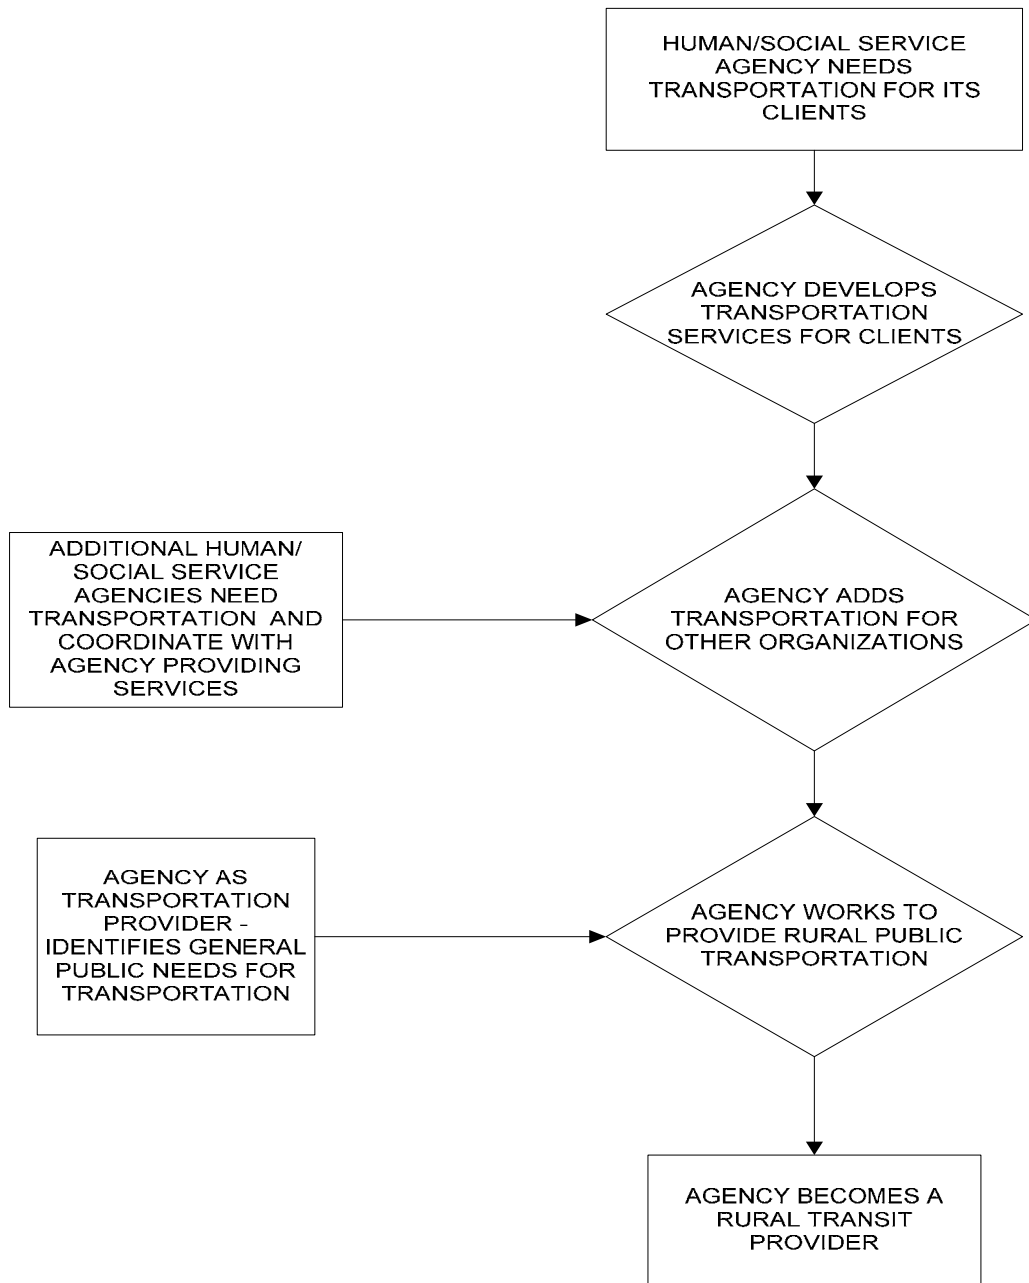 HUMAN/SOCIAL SERVICE
AGENCY NEEDS
TRANSPORTATION FOR ITS
CLIENTS
AGENCY DEVELOPS
TRANSPORTATION
SERVICES FOR CLIENTS
ADDITIONAL HUMAN/
SOCIAL SERVICE
AGENCIES NEED
TRANSPORTATION  AND
COORDINATE WITH
AGENCY PROVIDING
SERVICES
AGENCY ADDS
TRANSPORTATION FOR
OTHER ORGANIZATIONS
AGENCY AS
TRANSPORTATION
PROVIDER -
IDENTIFIES GENERAL
PUBLIC NEEDS FOR
TRANSPORTATION
AGENCY WORKS TO
PROVIDE RURAL PUBLIC
TRANSPORTATION
AGENCY BECOMES A
RURAL TRANSIT
PROVIDER